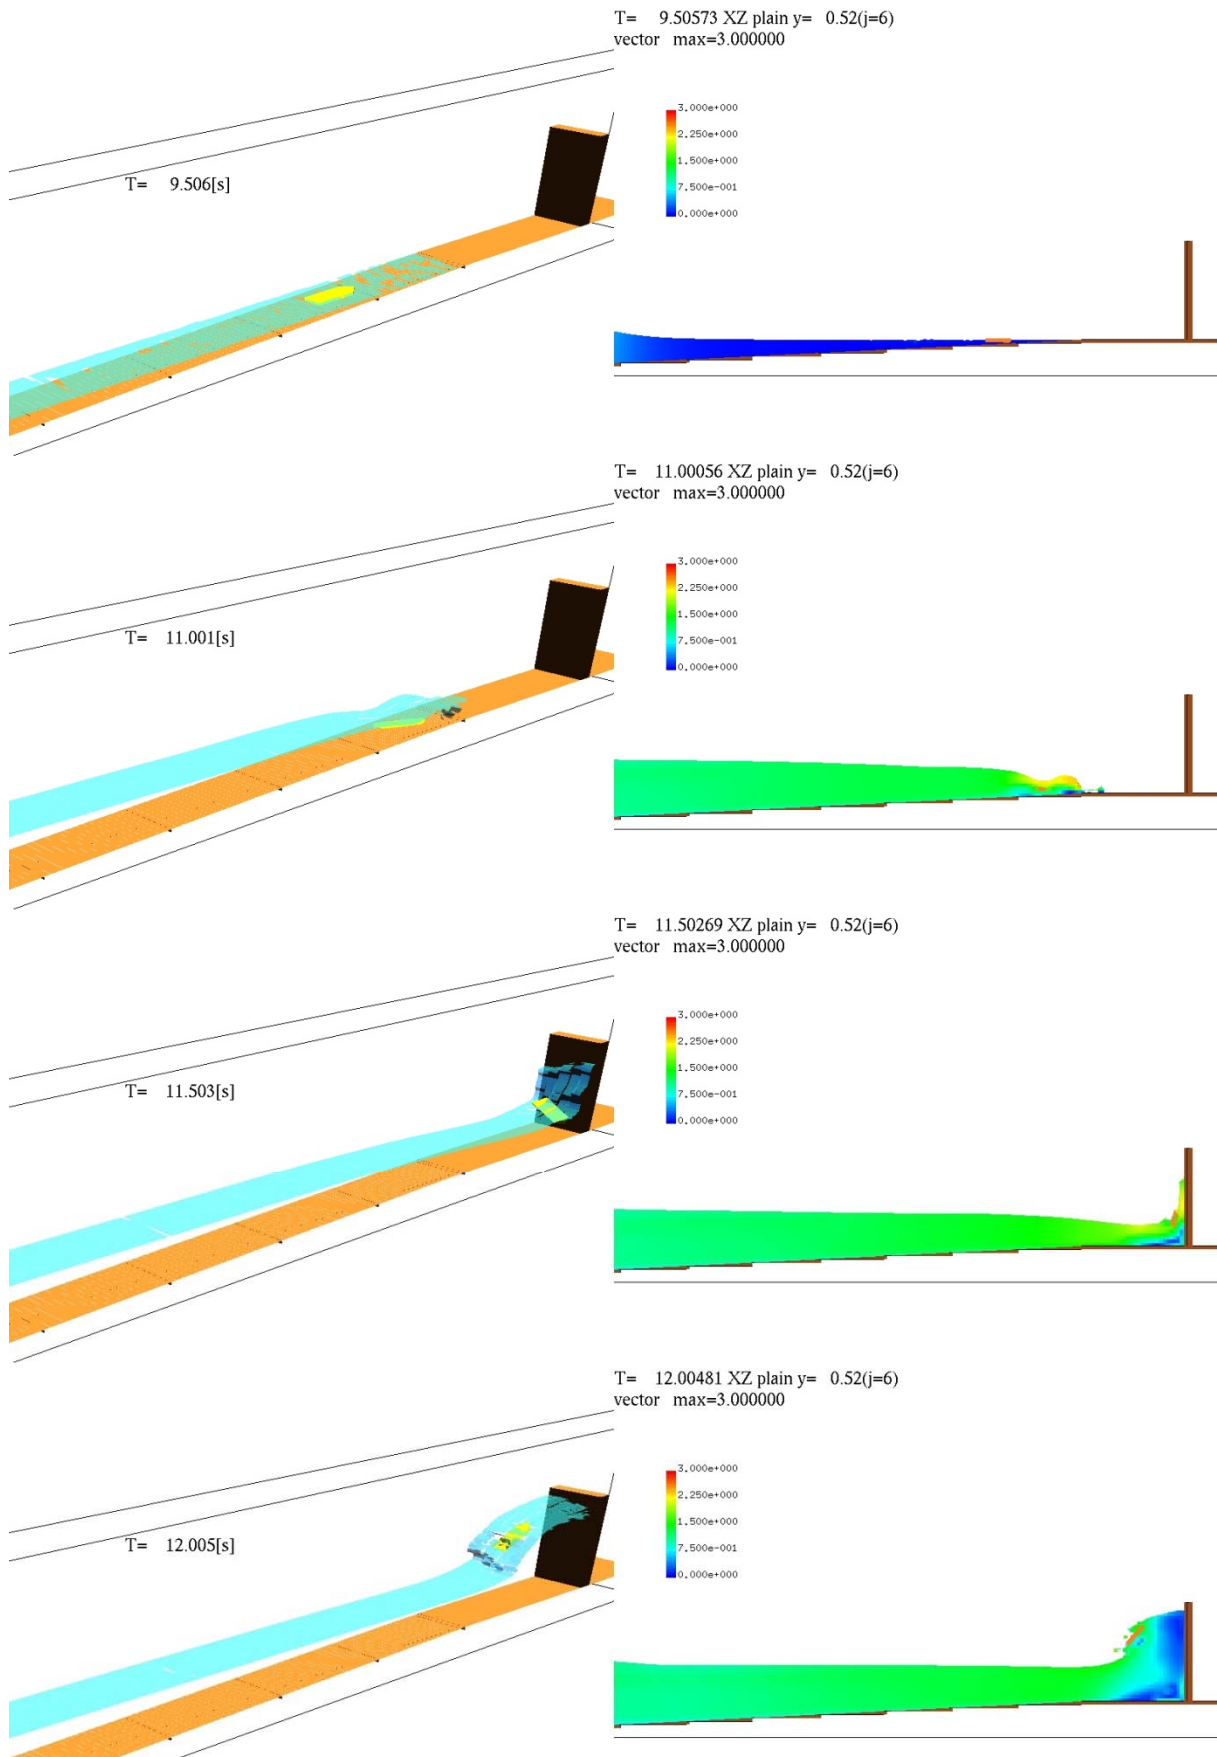 T=    9.50573 XZ plain y=   0.52(j=6)
vector   max=3.000000
3.000e+000
2.250e+000
1.500e+000
7.500e-001
0.000e+000
T=    9.506[s]
T=   11.00056 XZ plain y=   0.52(j=6)
vector   max=3.000000
3.000e+000
2.250e+000
1.500e+000
7.500e-001
0.000e+000
T=   11.001[s]
T=   11.50269 XZ plain y=   0.52(j=6)
vector   max=3.000000
3.000e+000
2.250e+000
1.500e+000
7.500e-001
0.000e+000
T=   11.503[s]
T=   12.00481 XZ plain y=   0.52(j=6)
vector   max=3.000000
3.000e+000
2.250e+000
1.500e+000
7.500e-001
0.000e+000
T=   12.005[s]